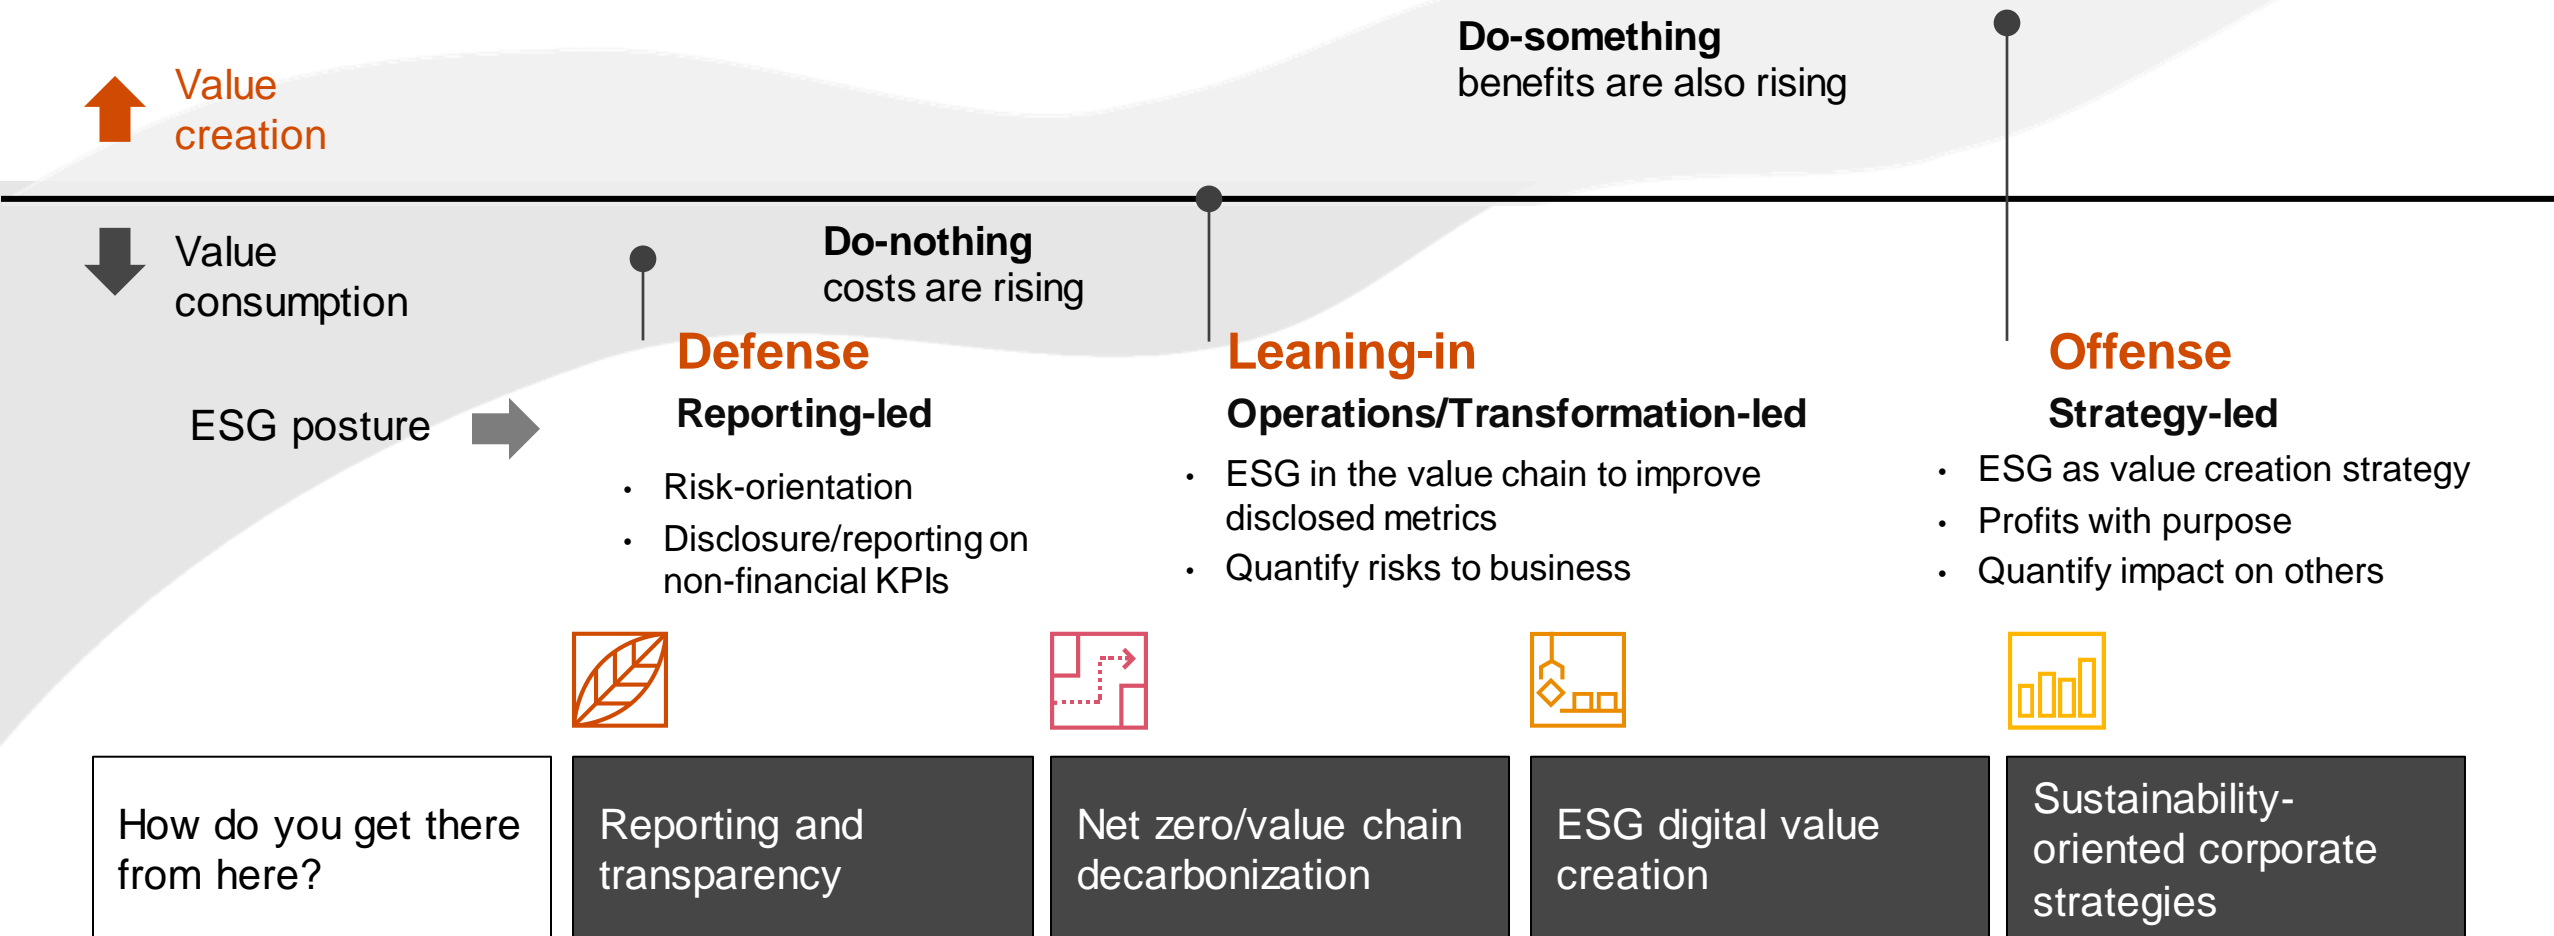 Do-something
benefits are also rising
Value
creation
Value
consumption
Do-nothing
costs are rising
ESG posture
Defense
Reporting-led
• Risk-orientation
• Disclosure/reporting on
non-financial KPIs
Leaning-in
Operations/Transformation-led
• ESG in the value chain to improve
disclosed metrics
• Quantify risks to business
Offense
Strategy-led
• ESG as value creation strategy
• Profits with purpose
• Quantify impact on others
How do you get there
from here?
Reporting and
transparency
Net zero/value chain
decarbonization
ESG digital value
creation
Sustainability-
oriented corporate
strategies